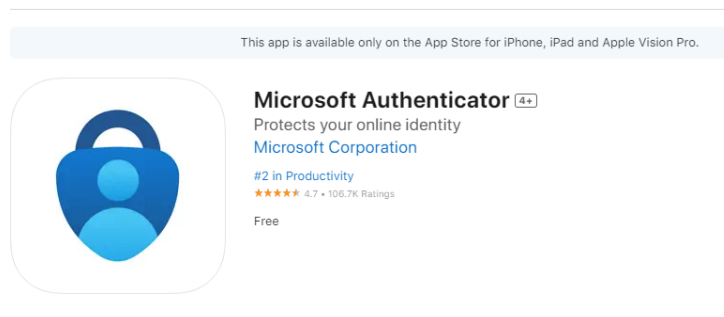 This app is available only on the App Store for iPhone, iPad and Apple Vision Pro.
Microsoft Authenticator 4+
Protects your online identity
Microsoft Corporation
#2 in Productivity
★★★★★ 4.7 • 106.7K Ratings
Free